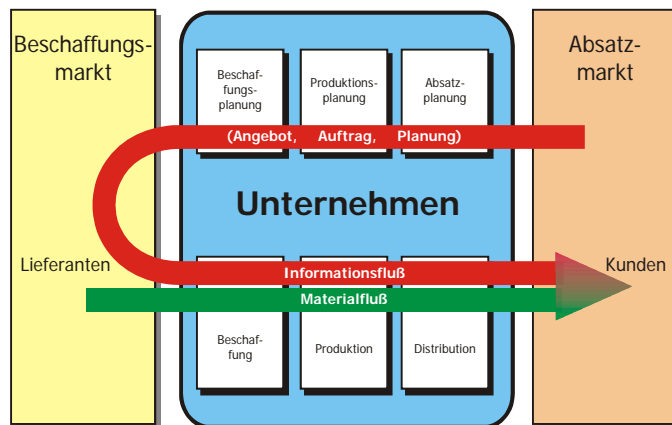 Beschaffungs-
markt
Beschaf-
fungs-
planung
Produktions-
planung
Absatz-
planung
Absatz-
markt
(Angebot, Auftrag, Planung)
Unternehmen
Lieferanten
Informationsfluß
Kunden
Materialfluß
Beschaf-
fung
Produktion
Distribution